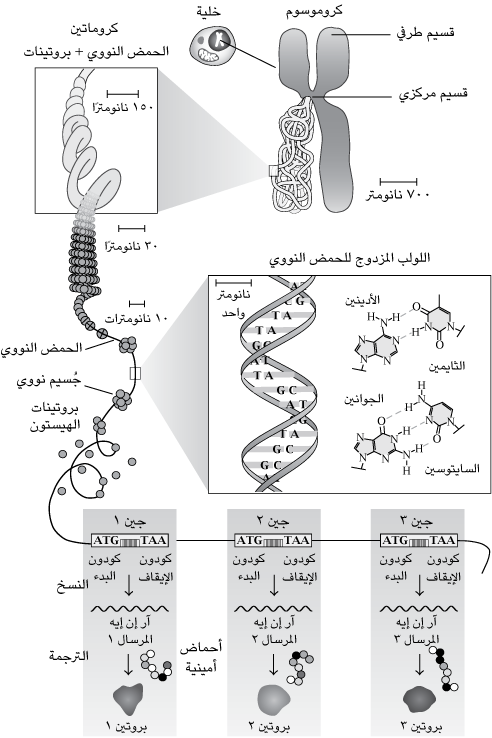 كروموسوم
خلية
قسيم طرفي
قسيم مركزي
٧٠٠ نانومتر
كروماتين
الحمض النووي + بروتينات
١٥٠ نانومترًا
٣٠ نانومترًا
١٠ نانومترات
الحمض النووي
جُسيم نووي
بروتينات
الهيستون
اللولب المزدوج للحمض النووي
نانومتر
واحد
A
C G
T A
T A
G C
A T
T A
G C
A T
C G
T A
G C
G C
A
الأدينين
H
N
H
O
N
N
N
N
H
N
N
O
الثايمين
الجوانين
H
O
H
N
N
N
H
N
N
N
N
H
O
N
H
السايتوسين
جين ١
جين ٢
جين ٣
ATG TAA
ATG TAA
ATG TAA
كودون البدء
كودون الإيقاف
كودون البدء
كودون الإيقاف
كودون البدء
كودون الإيقاف
النسخ
آر إن إيه
المرسال ١
آر إن إيه
المرسال ٢
آر إن إيه
المرسال ٣
الترجمة
أحماض
أمينية
بروتين ١
بروتين ٢
بروتين ٣